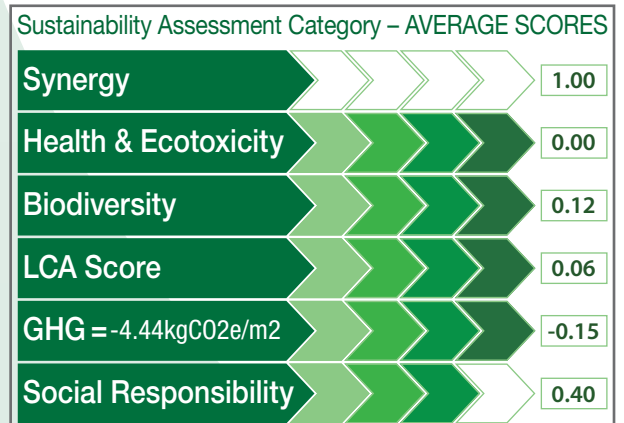 Sustainability Assessment Category – AVERAGE SCORES
Synergy 1.00
Health & Ecotoxicity 0.00
Biodiversity 0.12
LCA Score 0.06
GHG = -4.44kgCO2e/m2 -0.15
Social Responsibility 0.40